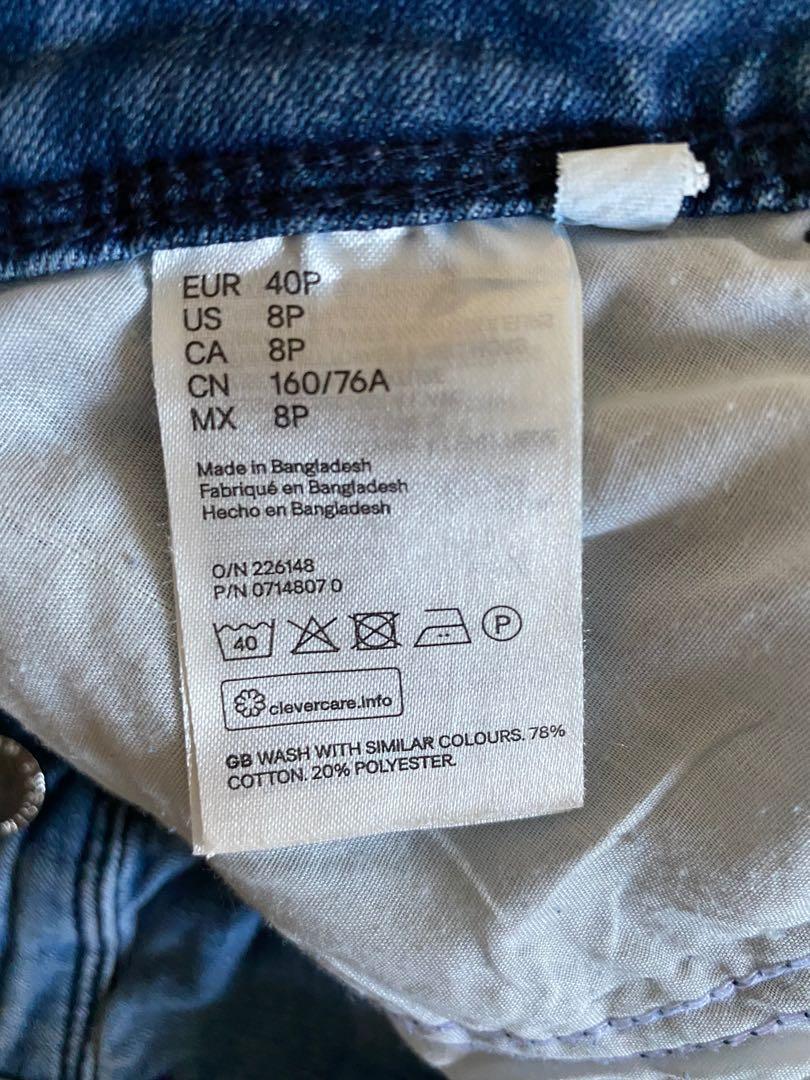 EUR 40P
US 8P
CA 8P
CN 160/76A
MX 8P
Made in Bangladesh
Fabriqué en Bangladesh
Hecho en Bangladesh
O/N 226148
P/N 0714807 0
40 P
clevercare.info
GB WASH WITH SIMILAR COLOURS. 78%
COTTON. 20% POLYESTER.